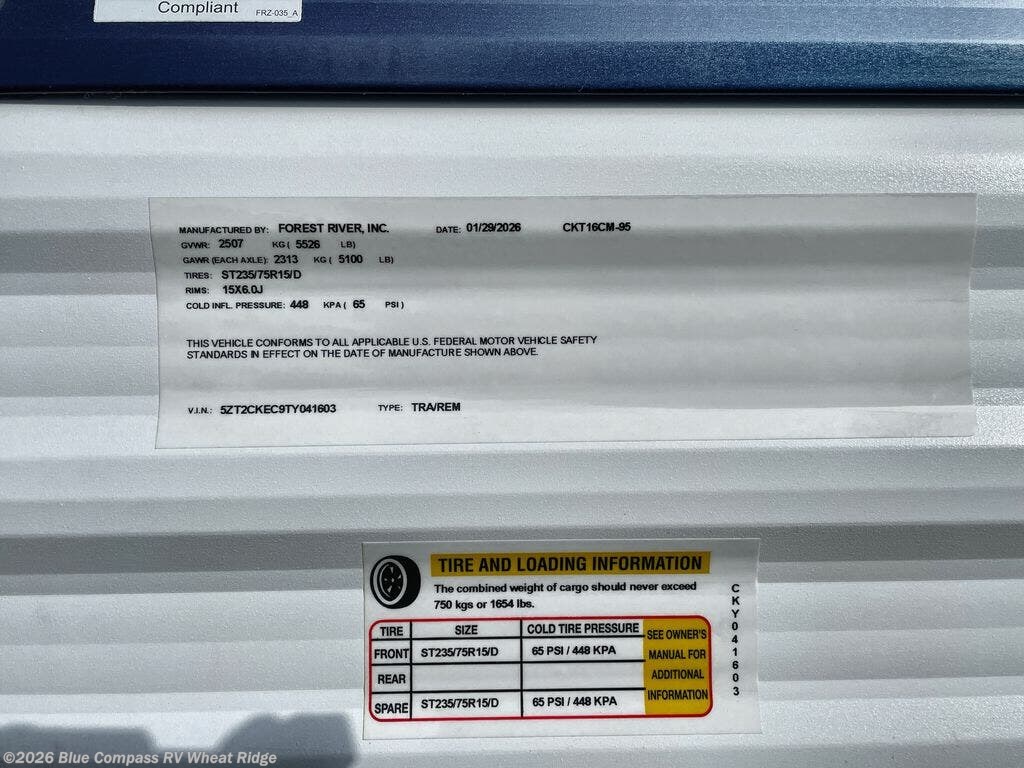 Compliant FRZ-035_A
MANUFACTURED BY: FOREST RIVER, INC. DATE: 01/29/2026 CKT16CM-95
GVWR: 2507 KG ( 5526 LB)
GAWR (EACH AXLE): 2313 KG ( 5100 LB)
TIRES: ST235/75R15/D
RIMS: 15X6.0J
COLD INFL. PRESSURE: 448 KPA ( 65 PSI )
THIS VEHICLE CONFORMS TO ALL APPLICABLE U.S. FEDERAL MOTOR VEHICLE SAFETY
STANDARDS IN EFFECT ON THE DATE OF MANUFACTURE SHOWN ABOVE.
V.I.N.: 5ZT2CKEC9TY041603 TYPE: TRA/REM
TIRE AND LOADING INFORMATION
The combined weight of cargo should never exceed
750 kgs or 1654 lbs.
TIRE SIZE COLD TIRE PRESSURE
FRONT ST235/75R15/D 65 PSI / 448 KPA
REAR
SPARE ST235/75R15/D 65 PSI / 448 KPA
SEE OWNER'S
MANUAL FOR
ADDITIONAL
INFORMATION
CKY041603
©2026 Blue Compass RV Wheat Ridge